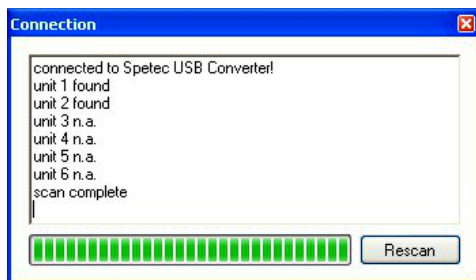 Connection
connected to Spetec USB Converter!
unit 1 found
unit 2 found
unit 3 n.a.
unit 4 n.a.
unit 5 n.a.
unit 6 n.a.
scan complete
Rescan